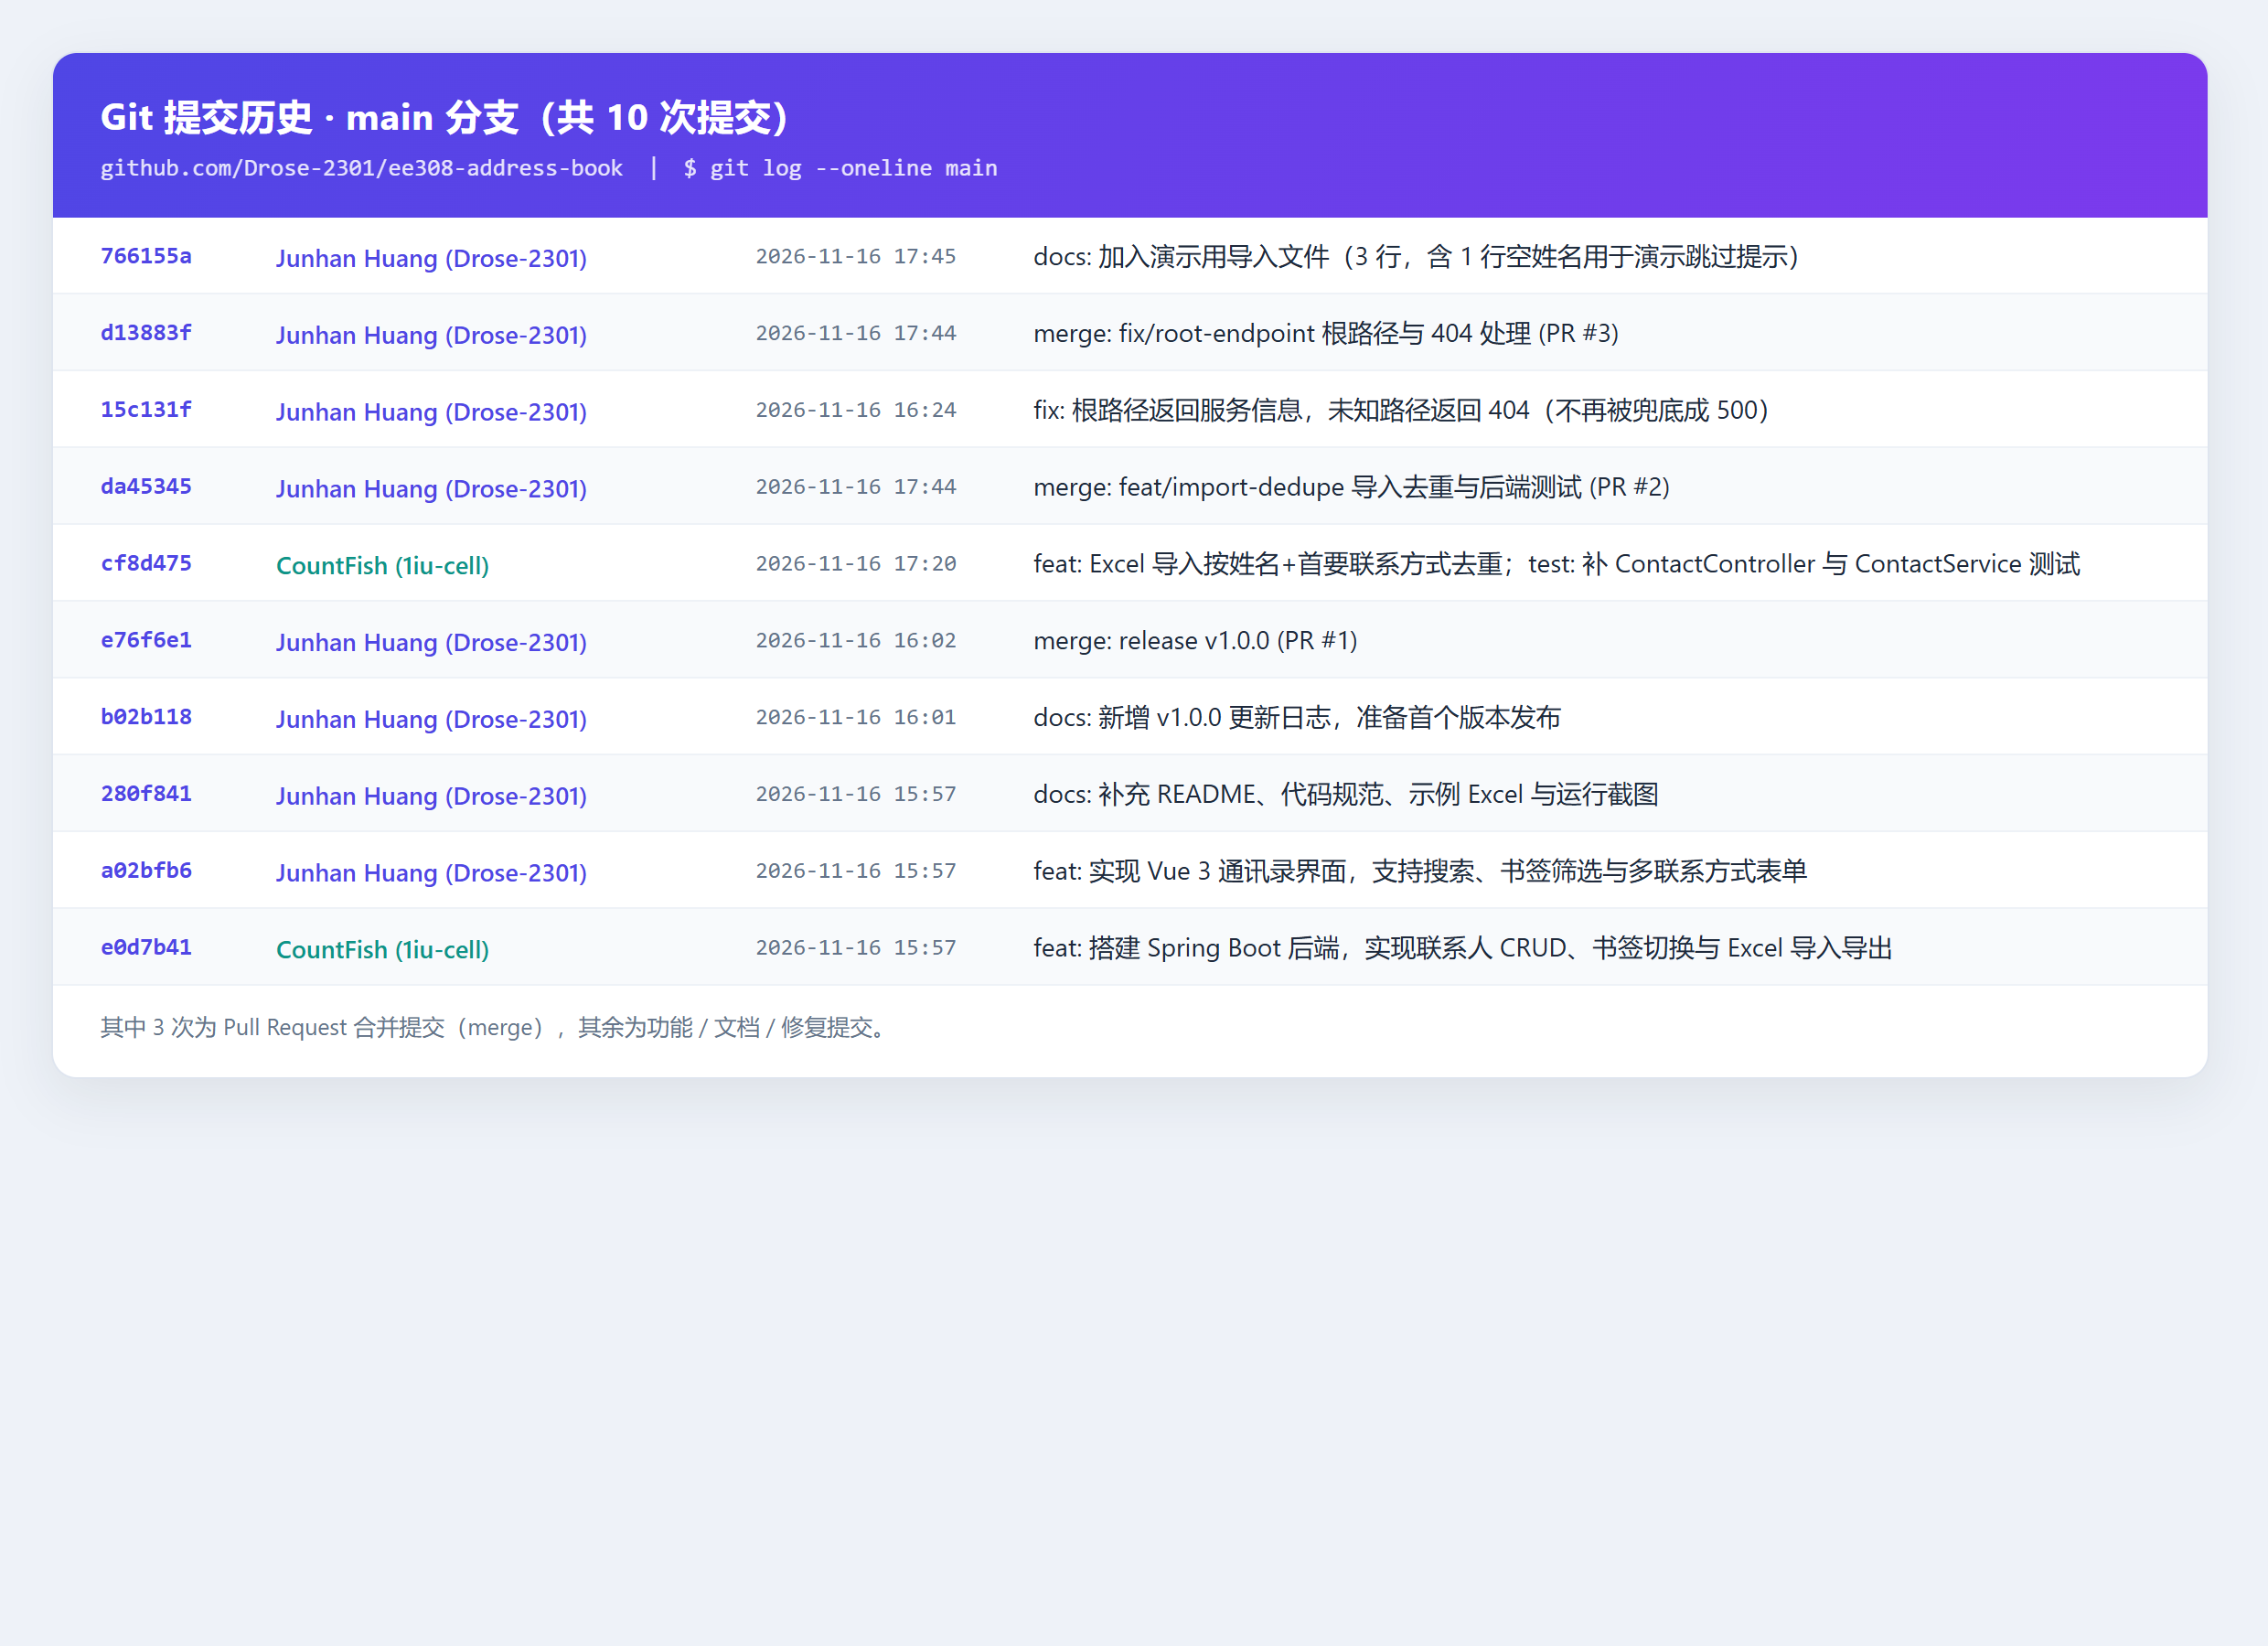 Git 提交历史 · main 分支（共 10 次提交）
github.com/Drose-2301/ee308-address-book | $ git log --oneline main
766155a Junhan Huang (Drose-2301) 2026-11-16 17:45 docs: 加入演示用导入文件（3 行，含 1 行空姓名用于演示跳过提示）
d13883f Junhan Huang (Drose-2301) 2026-11-16 17:44 merge: fix/root-endpoint 根路径与 404 处理 (PR #3)
15c131f Junhan Huang (Drose-2301) 2026-11-16 16:24 fix: 根路径返回服务信息，未知路径返回 404（不再被兜底成 500）
da45345 Junhan Huang (Drose-2301) 2026-11-16 17:44 merge: feat/import-dedupe 导入去重与后端测试 (PR #2)
cf8d475 CountFish (1iu-cell) 2026-11-16 17:20 feat: Excel 导入按姓名+首要联系方式去重；test: 补 ContactController 与 ContactService 测试
e76f6e1 Junhan Huang (Drose-2301) 2026-11-16 16:02 merge: release v1.0.0 (PR #1)
b02b118 Junhan Huang (Drose-2301) 2026-11-16 16:01 docs: 新增 v1.0.0 更新日志，准备首个版本发布
280f841 Junhan Huang (Drose-2301) 2026-11-16 15:57 docs: 补充 README、代码规范、示例 Excel 与运行截图
a02bfb6 Junhan Huang (Drose-2301) 2026-11-16 15:57 feat: 实现 Vue 3 通讯录界面，支持搜索、书签筛选与多联系方式表单
e0d7b41 CountFish (1iu-cell) 2026-11-16 15:57 feat: 搭建 Spring Boot 后端，实现联系人 CRUD、书签切换与 Excel 导入导出
其中 3 次为 Pull Request 合并提交（merge），其余为功能 / 文档 / 修复提交。